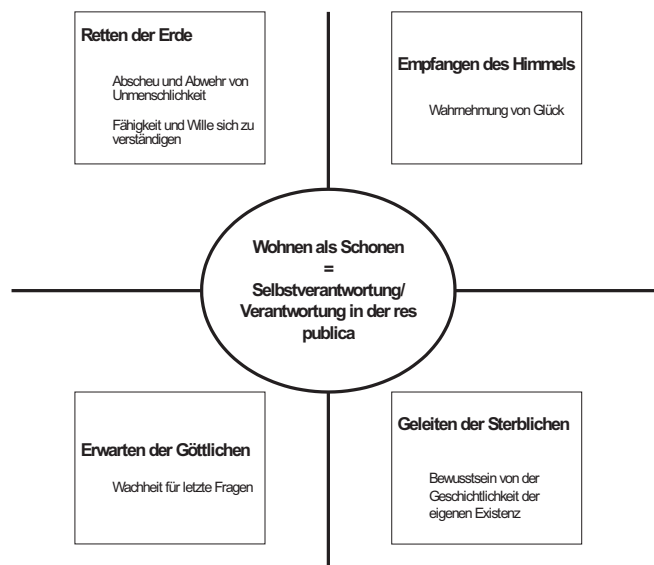 Retten der Erde
Abscheu und Abwehr von
Unmenschlichkeit
Fähigkeit und Wille sich zu
verständigen
Empfangen des Himmels
Wahrnehmung von Glück
Wohnen als Schonen
=
Selbstverantwortung/
Verantwortung in der res
publica
Erwarten der Göttlichen
Wachheit für letzte Fragen
Geleiten der Sterblichen
Bewusstsein von der
Geschichtlichkeit der
eigenen Existenz